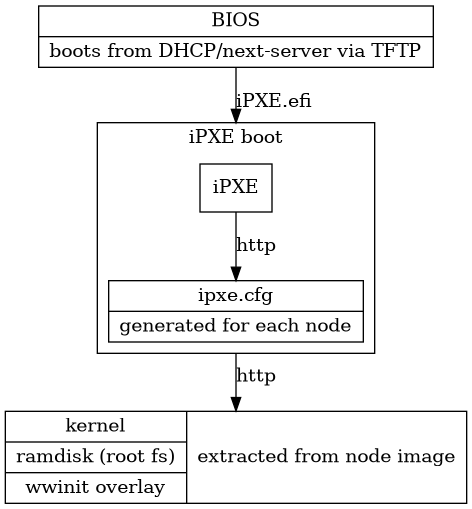 BIOS
boots from DHCP/next-server via TFTP
iPXE.efi
iPXE boot
iPXE
http
ipxe.cfg
generated for each node
http
kernel
ramdisk (root fs)
wwinit overlay
extracted from node image